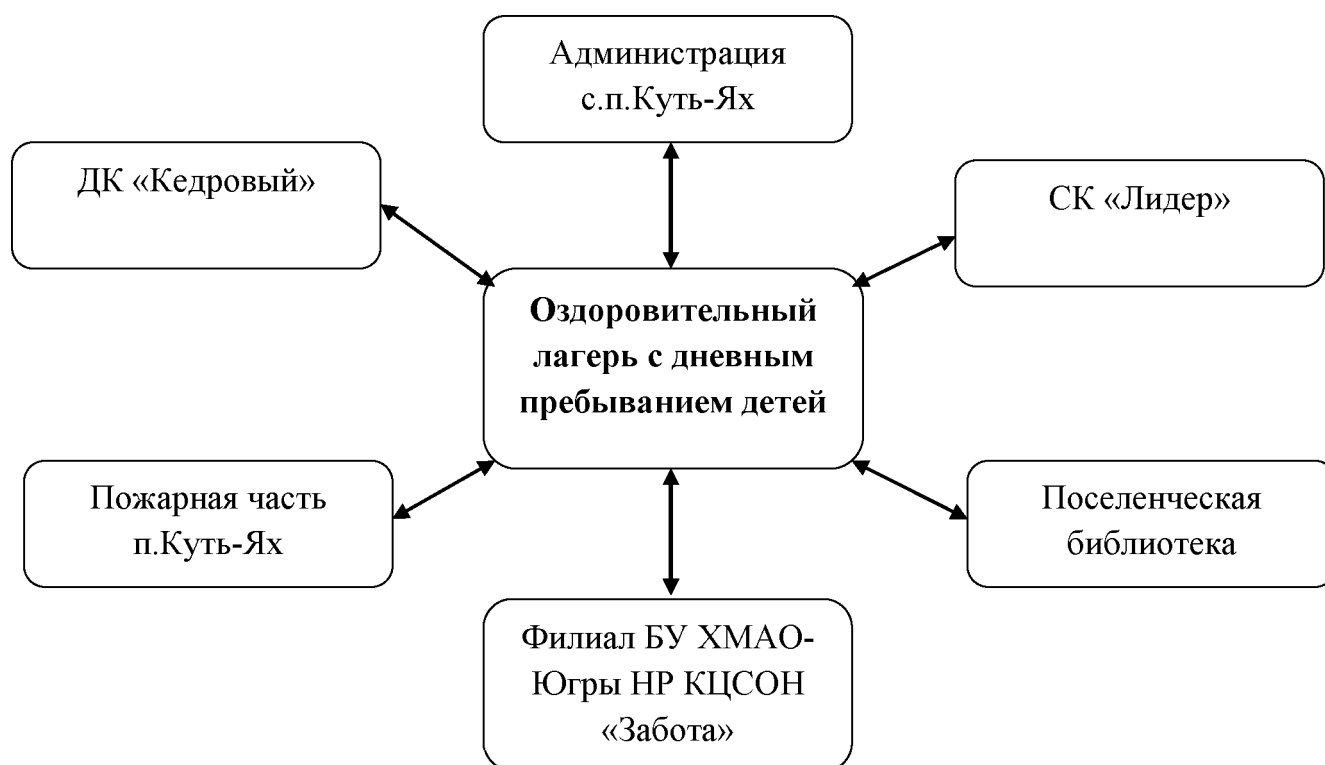 Администрация
с.п.Куть-Ях
ДК «Кедровый»
СК «Лидер»
Оздоровительный
лагерь с дневным
пребыванием детей
Пожарная часть
п.Куть-Ях
Поселенческая
библиотека
Филиал БУ ХМАО-
Югры НР КЦСОН
«Забота»